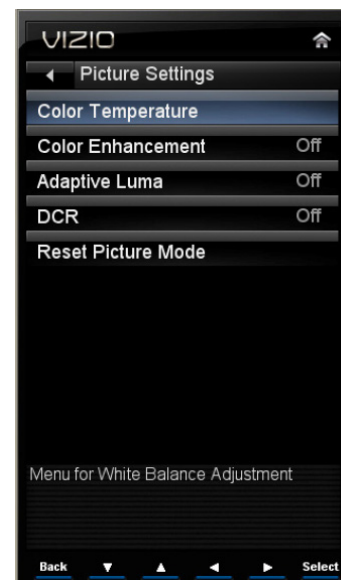 VIZIO
Picture Settings
Color Temperature
Color Enhancement Off
Adaptive Luma Off
DCR Off
Reset Picture Mode
Menu for White Balance Adjustment
Back ▼ ▲ ◀ ▶ Select